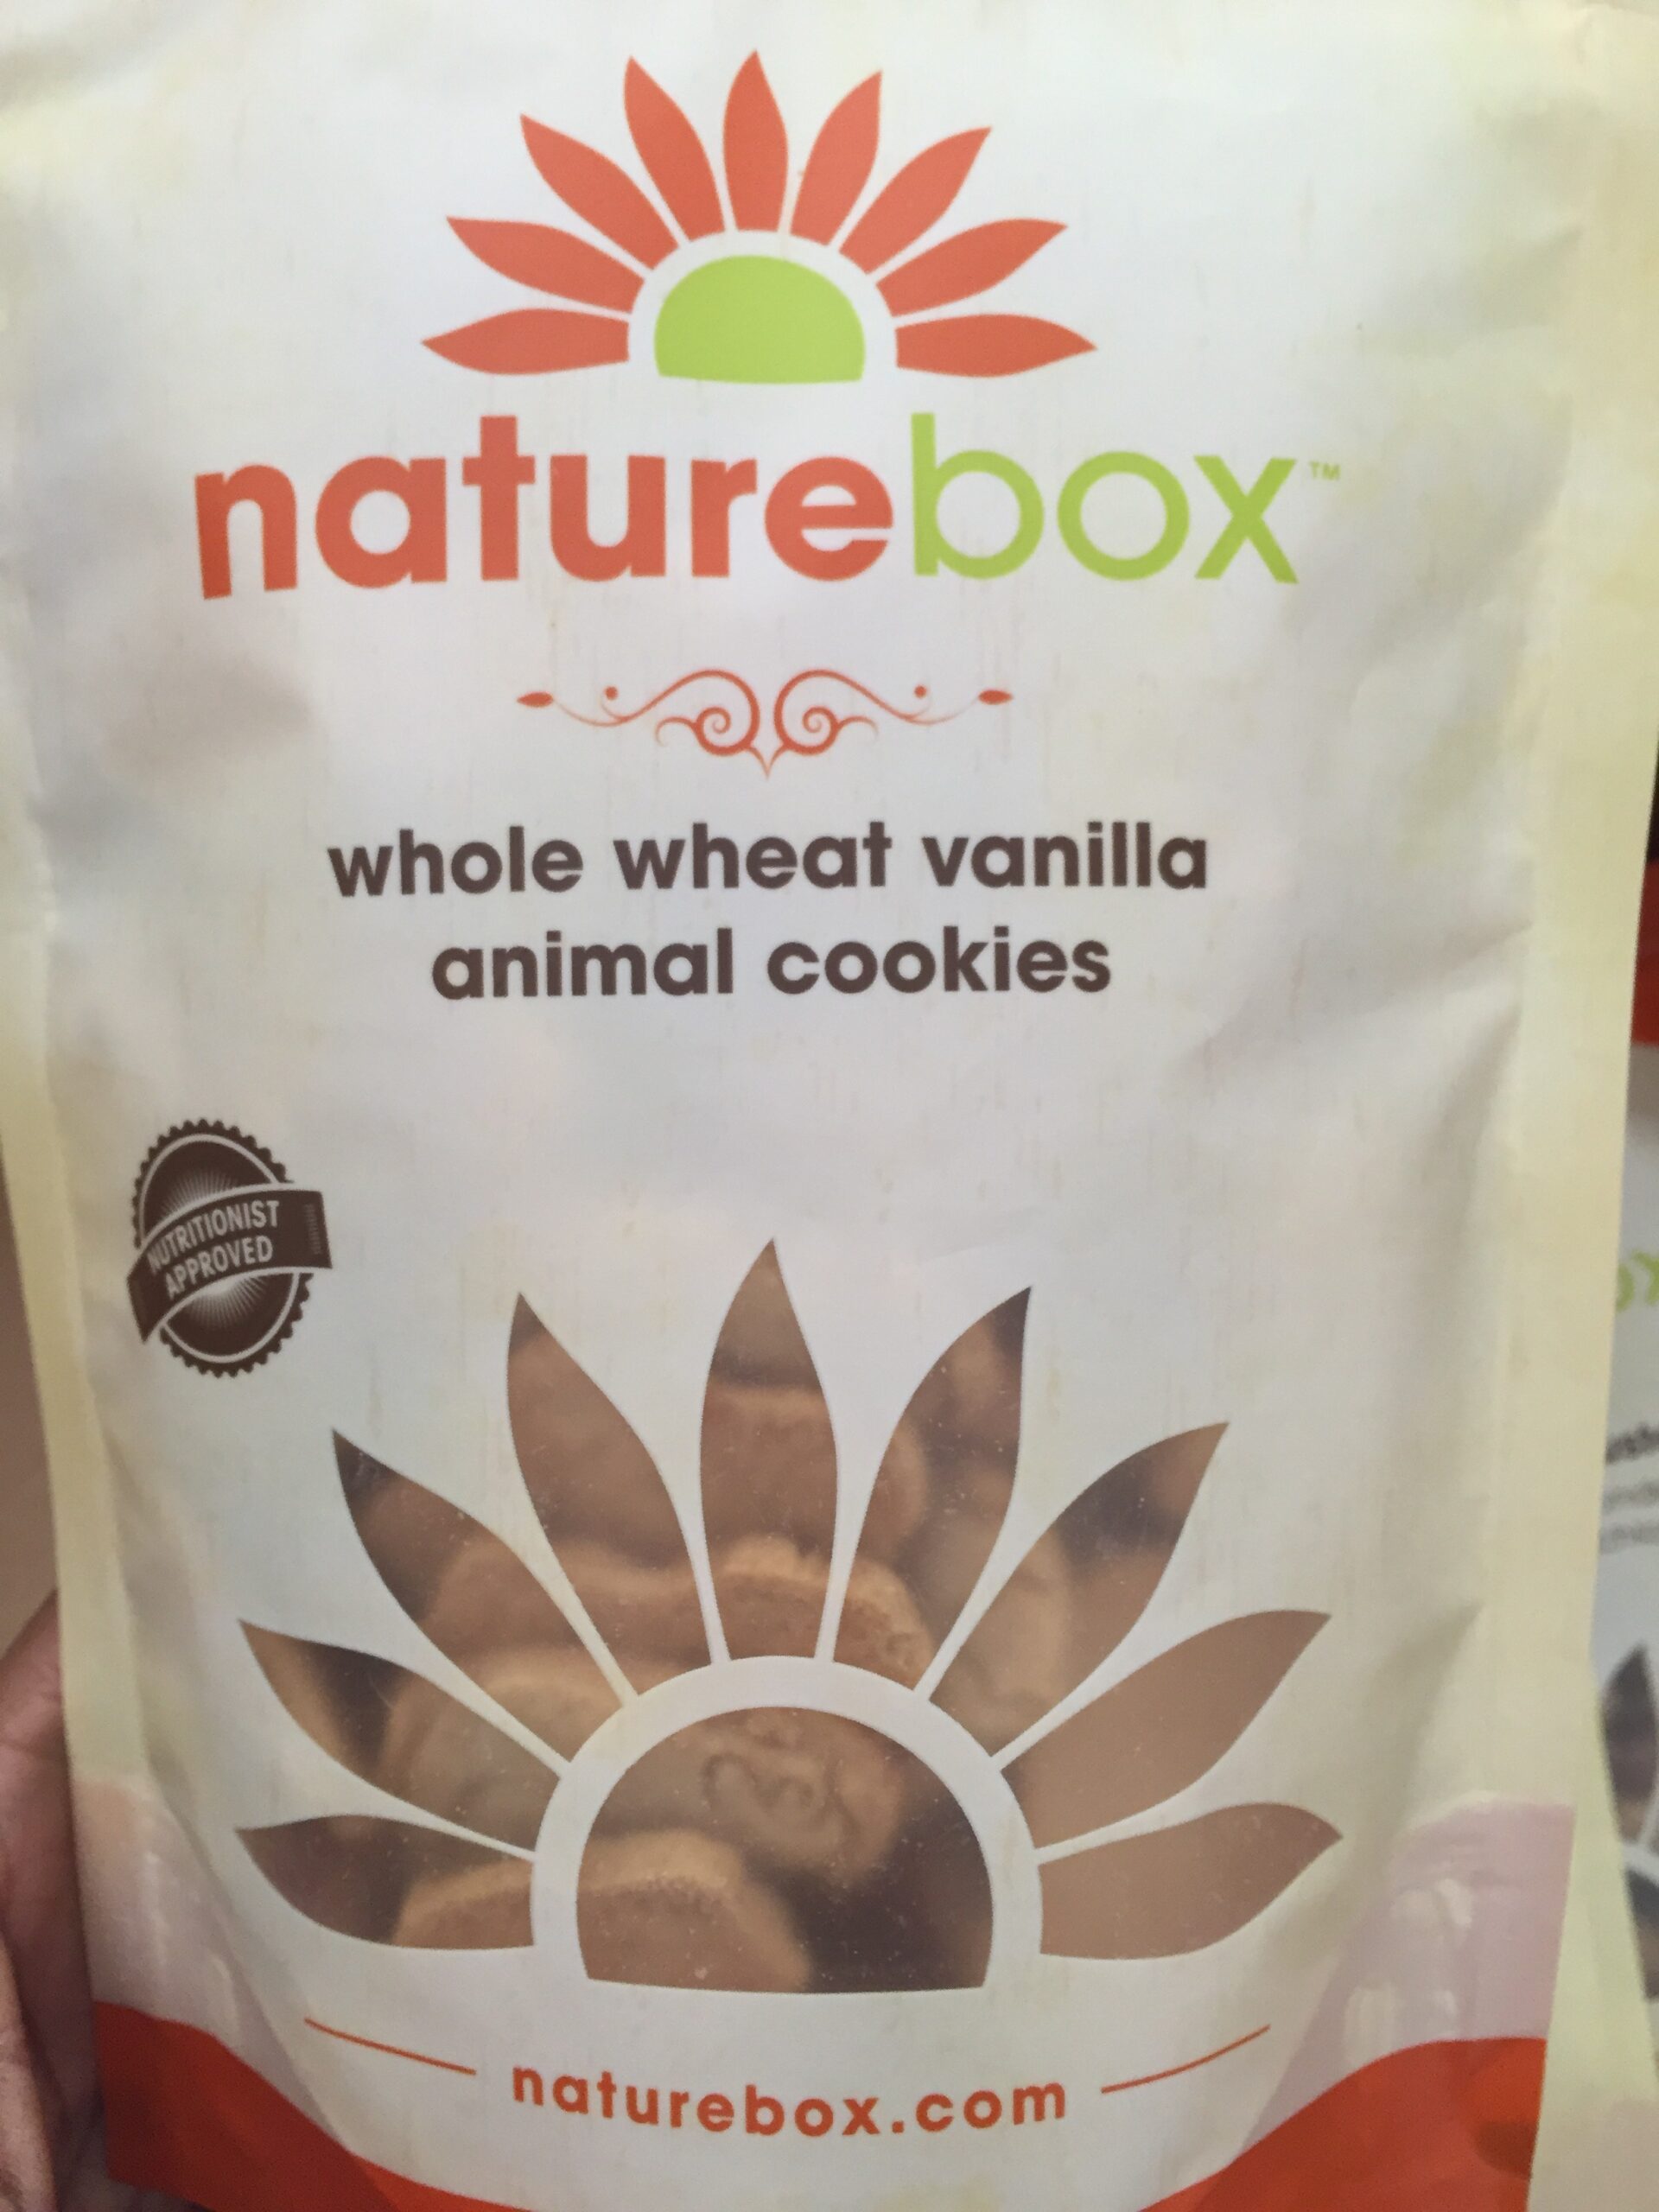 naturebox™
whole wheat vanilla
animal cookies
NUTRITIONIST
APPROVED
naturebox.com